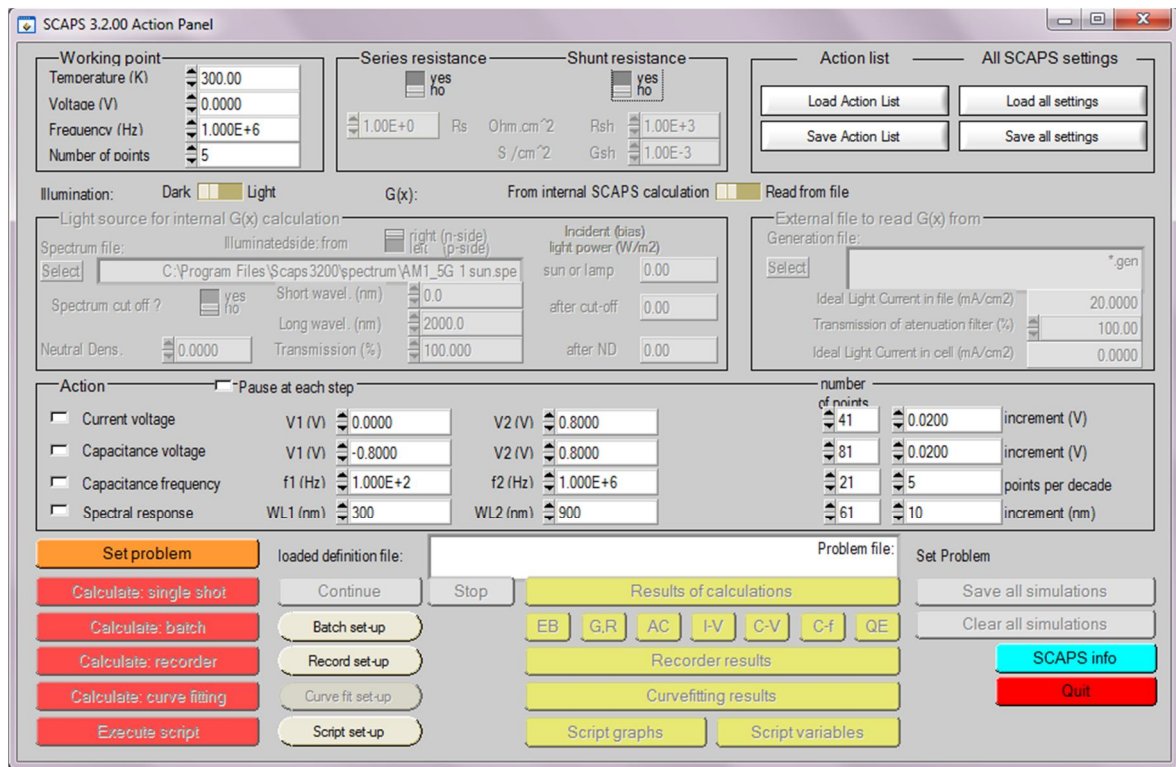 SCAPS 3.2.00 Action Panel
Working point
Temperature (K) 300.00
Voltage (V) 0.0000
Frequency (Hz) 1.000E+6
Number of points 5
Series resistance
yes
no
1.00E+0 Rs Ohm.cm^2
S /cm^2
Shunt resistance
yes
no
Rsh 1.00E+3
Gsh 1.00E-3
Action list
Load Action List
Save Action List
All SCAPS settings
Load all settings
Save all settings
Illumination: Dark Light G(x): From internal SCAPS calculation Read from file
Light source for internal G(x) calculation
Spectrum file: Illuminatedside: from right (n-side)
left (p-side)
Incident (bias)
light power (W/m2)
Select C:\Program Files\Scaps3200\spectrum\AM1_5G 1 sun.spe sun or lamp 0.00
Spectrum cut off ? yes
no
Short wavel. (nm) 0.0
after cut-off 0.00
Long wavel. (nm) 2000.0
Neutral Dens. 0.0000 Transmission (%) 100.000 after ND 0.00
External file to read G(x) from
Generation file:
Select *.gen
Ideal Light Current in file (mA/cm2) 20.0000
Transmission of atenuation filter (%) 100.00
Ideal Light Current in cell (mA/cm2) 0.0000
Action Pause at each step number
of points
Current voltage V1 (V) 0.0000 V2 (V) 0.8000 41 0.0200 increment (V)
Capacitance voltage V1 (V) -0.8000 V2 (V) 0.8000 81 0.0200 increment (V)
Capacitance frequency f1 (Hz) 1.000E+2 f2 (Hz) 1.000E+6 21 5 points per decade
Spectral response WL1 (nm) 300 WL2 (nm) 900 61 10 increment (nm)
Set problem loaded definition file: Problem file: Set Problem
Calculate: single shot Continue Stop Results of calculations Save all simulations
Calculate: batch Batch set-up EB G,R AC I-V C-V C-f QE Clear all simulations
Calculate: recorder Record set-up Recorder results SCAPS info
Calculate: curve fitting Curve fit set-up Curvefitting results Quit
Execute script Script set-up Script graphs Script variables